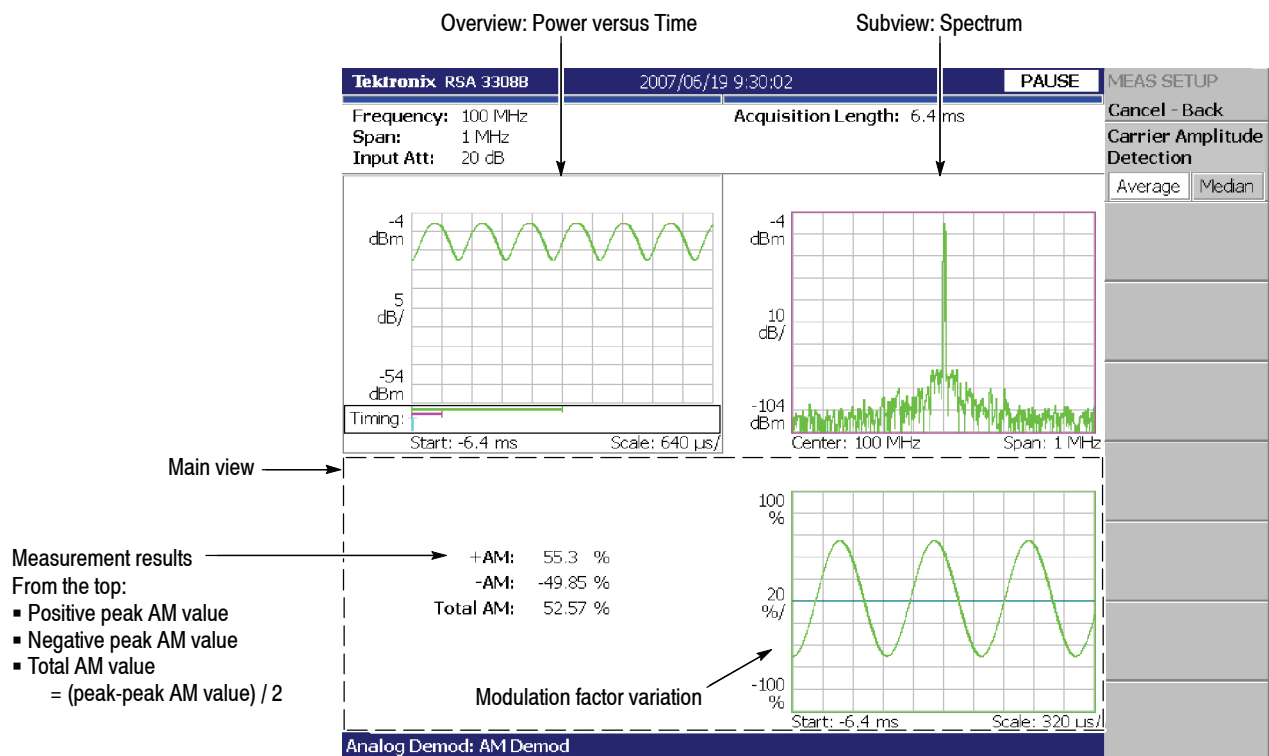 Overview: Power versus Time
Subview: Spectrum
Tektronix RSA 3308B 2007/06/19 9:30:02 PAUSE
MEAS SETUP
Cancel - Back
Carrier Amplitude
Detection
Average Median
Frequency: 100 MHz
Span: 1 MHz
Input Att: 20 dB
Acquisition Length: 6.4 ms
-4
dBm
5
dB/
-54
dBm
Timing:
Start: -6.4 ms Scale: 640 µs/
-4
dBm
10
dB/
-104
dBm
Center: 100 MHz Span: 1 MHz
Main view
Measurement results
From the top:
▪ Positive peak AM value
▪ Negative peak AM value
▪ Total AM value
= (peak-peak AM value) / 2
+AM: 55.3 %
-AM: -49.85 %
Total AM: 52.57 %
Modulation factor variation
100
%
20
%/
-100
%
Start: -6.4 ms Scale: 320 µs/
Analog Demod: AM Demod